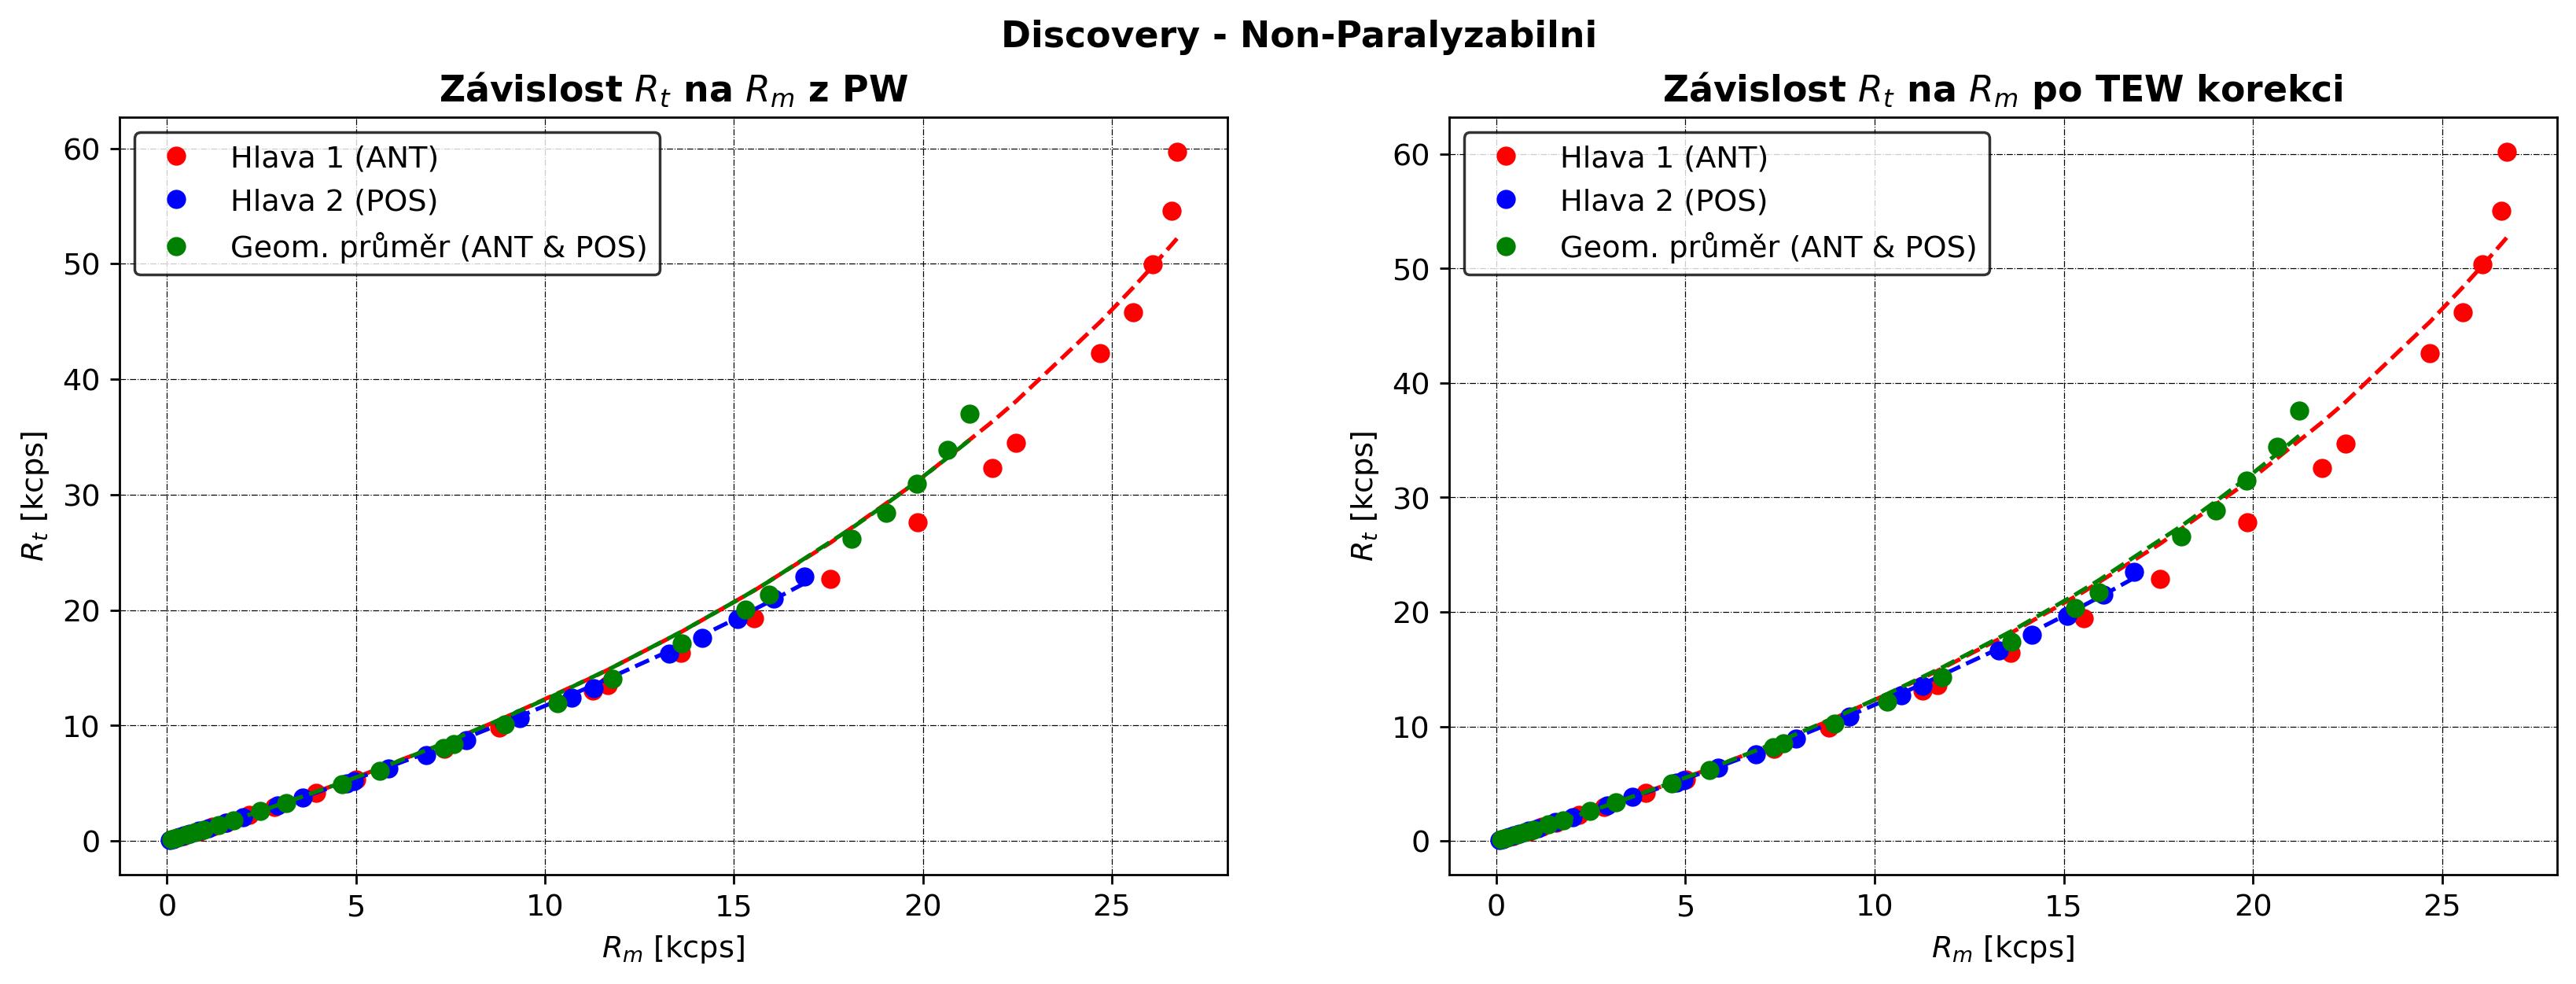 Discovery - Non-Paralyzabilni
Závislost R_t na R_m z PW
60
50
40
30
20
10
0
R_t [kcps]
Hlava 1 (ANT)
Hlava 2 (POS)
Geom. průměr (ANT & POS)
0 5 10 15 20 25
R_m [kcps]
Závislost R_t na R_m po TEW korekci
60
50
40
30
20
10
0
R_t [kcps]
Hlava 1 (ANT)
Hlava 2 (POS)
Geom. průměr (ANT & POS)
0 5 10 15 20 25
R_m [kcps]